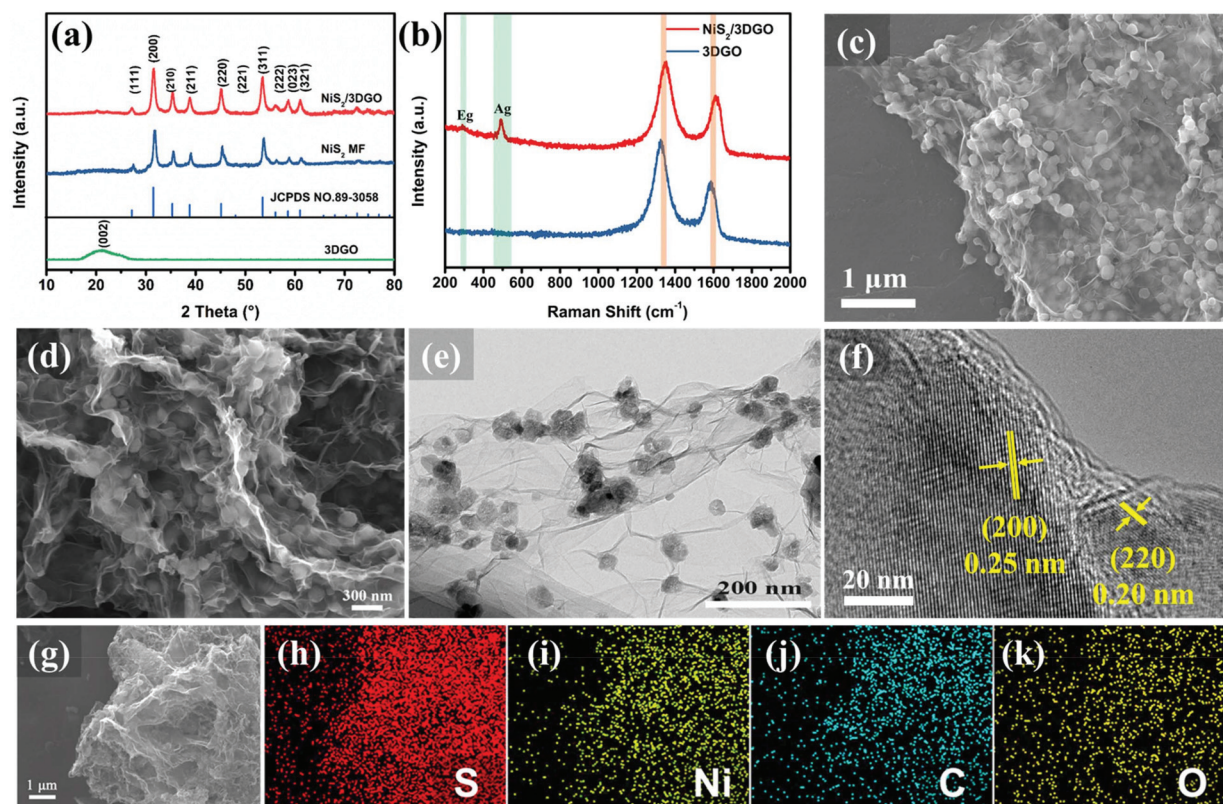 (a)
Intensity (a.u.)
(111)
(200)
(210)
(211)
(220)
(221)
(311)
(222)
(023)
(321)
NiS₂/3DGO
NiS₂ MF
JCPDS NO.89-3058
(002)
3DGO
10 20 30 40 50 60 70 80
2 Theta (°)
(b)
Intensity (a.u.)
NiS₂/3DGO
3DGO
Eg
Ag
200 400 600 800 1000 1200 1400 1600 1800 2000
Raman Shift (cm⁻¹)
(c)
1 µm
(d)
300 nm
(e)
200 nm
(f)
(200)
0.25 nm
(220)
0.20 nm
20 nm
(g)
1 µm
(h)
S
(i)
Ni
(j)
C
(k)
O